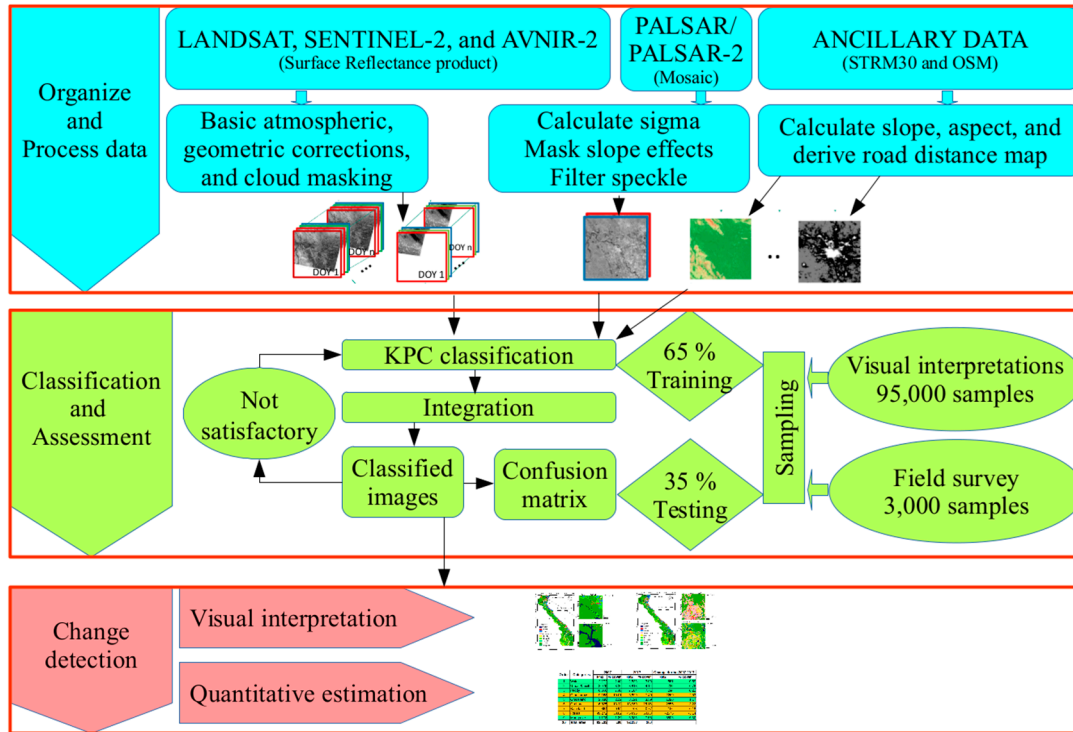 LANDSAT, SENTINEL-2, and AVNIR-2
(Surface Reflectance product)
PALSAR/
PALSAR-2
(Mosaic)
ANCILLARY DATA
(STRM30 and OSM)
Organize
and
Process data
Basic atmospheric,
geometric corrections,
and cloud masking
Calculate sigma
Mask slope effects
Filter speckle
Calculate slope, aspect, and
derive road distance map
DOY n
DOY 1
...
DOY n
DOY 1
...
..
Classification
and
Assessment
KPC classification
65 %
Training
Visual interpretations
95,000 samples
Not
satisfactory
Integration
Sampling
Classified
images
Confusion
matrix
35 %
Testing
Field survey
3,000 samples
Change
detection
Visual interpretation
Quantitative estimation